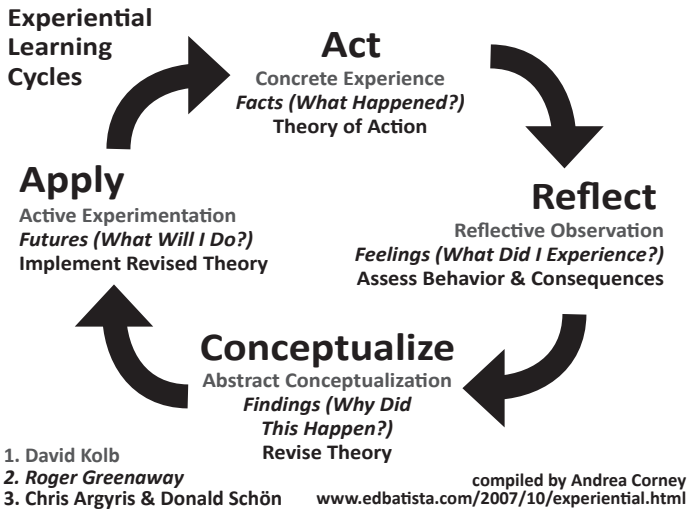 Experiential
Learning
Cycles
Act
Concrete Experience
Facts (What Happened?)
Theory of Action
Reflect
Reflective Observation
Feelings (What Did I Experience?)
Assess Behavior & Consequences
Conceptualize
Abstract Conceptualization
Findings (Why Did
This Happen?)
Revise Theory
Apply
Active Experimentation
Futures (What Will I Do?)
Implement Revised Theory
1. David Kolb
2. Roger Greenaway
3. Chris Argyris & Donald Schön
compiled by Andrea Corney
www.edbatista.com/2007/10/experiential.html